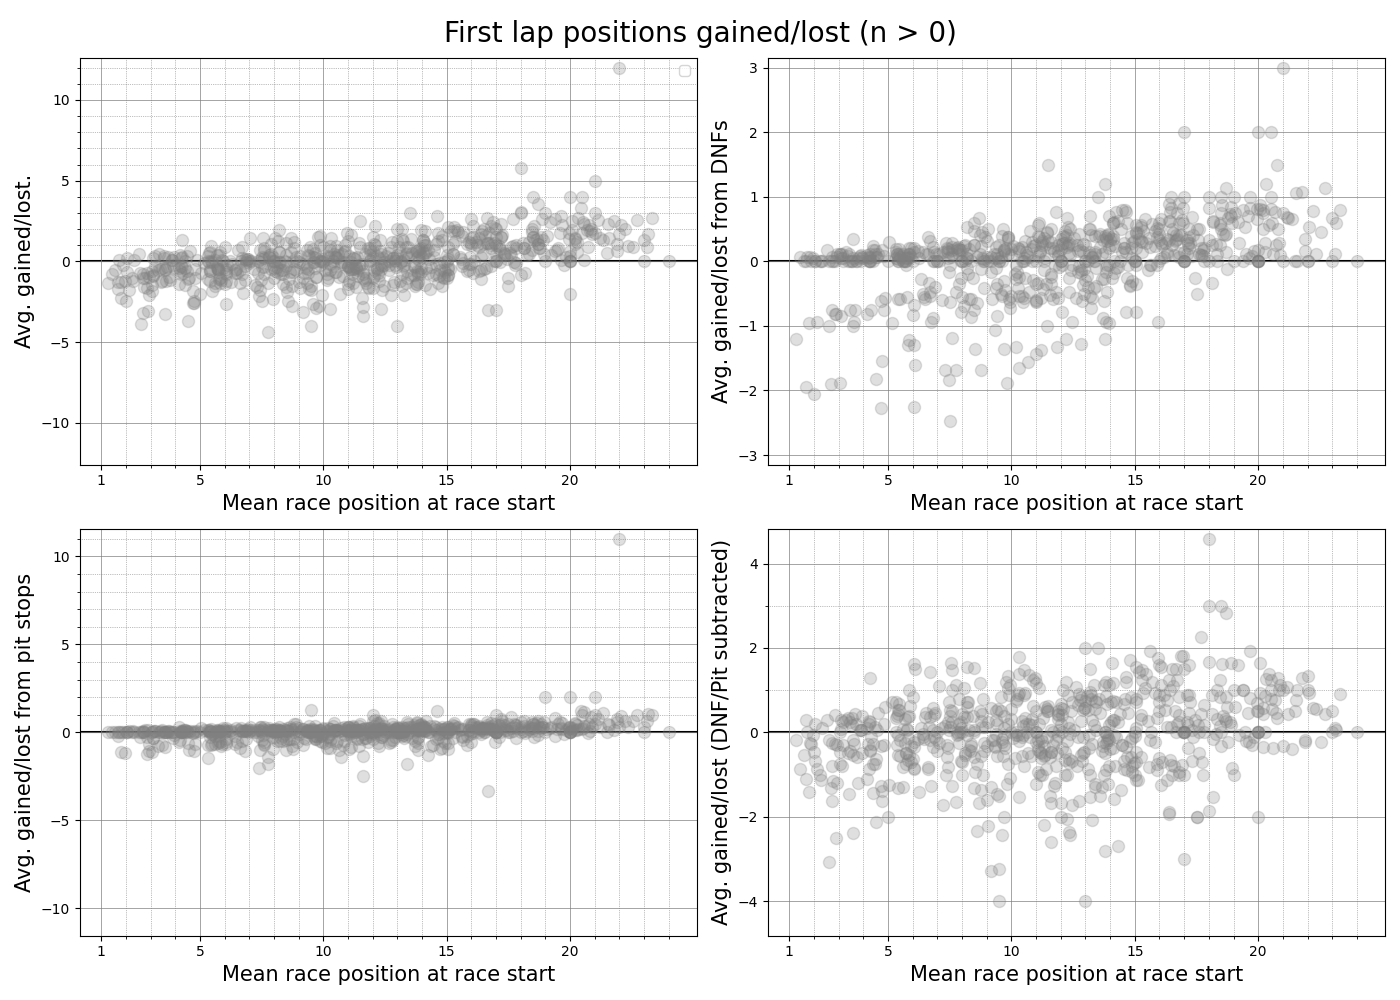 First lap positions gained/lost (n > 0)
Avg. gained/lost.
10
5
0
−5
−10
1 5 10 15 20
Mean race position at race start
Avg. gained/lost from DNFs
3
2
1
0
−1
−2
−3
1 5 10 15 20
Mean race position at race start
Avg. gained/lost from pit stops
10
5
0
−5
−10
1 5 10 15 20
Mean race position at race start
Avg. gained/lost (DNF/Pit subtracted)
4
2
0
−2
−4
1 5 10 15 20
Mean race position at race start